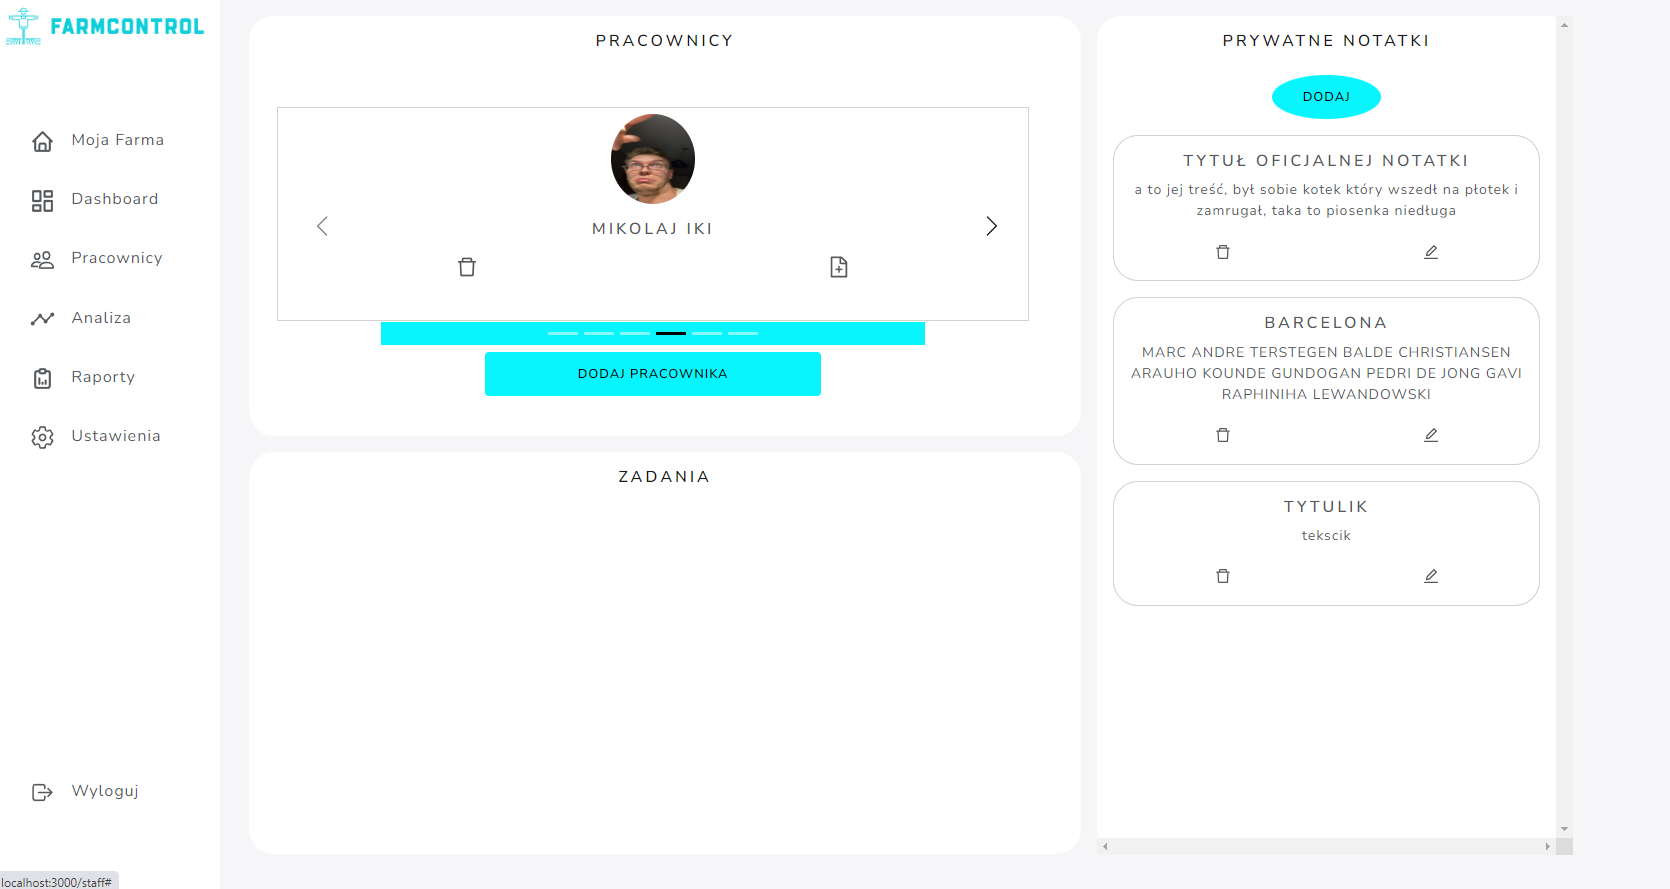 FARMCONTROL
Moja Farma
Dashboard
Pracownicy
Analiza
Raporty
Ustawienia
Wyloguj
localhost:3000/staff#
PRACOWNICY
MIKOLAJ IKI
DODAJ PRACOWNIKA
ZADANIA
PRYWATNE NOTATKI
DODAJ
TYTUŁ OFICJALNEJ NOTATKI
a to jej treść, był sobie kotek który wszedł na płotek i
zamrugał, taka to piosenka niedługa
BARCELONA
MARC ANDRE TERSTEGEN BALDE CHRISTIANSEN
ARAUHO KOUNDE GUNDOGAN PEDRI DE JONG GAVI
RAPHINIHA LEWANDOWSKI
TYTULIK
tekscik